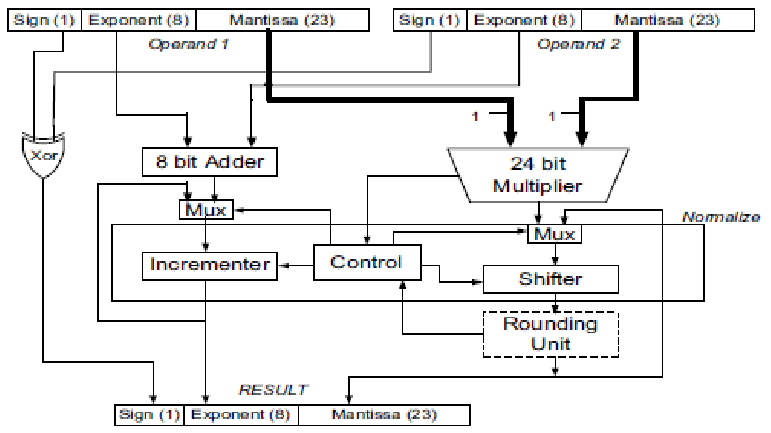 Sign (1) Exponent (8) Mantissa (23) Sign (1) Exponent (8) Mantissa (23)
Operand 1 Operand 2
1 1
Xor
8 bit Adder
24 bit
Multiplier
Mux
Normalize
Mux
Incrementer
Control
Shifter
Rounding
Unit
RESULT
Sign (1) Exponent (8) Mantissa (23)